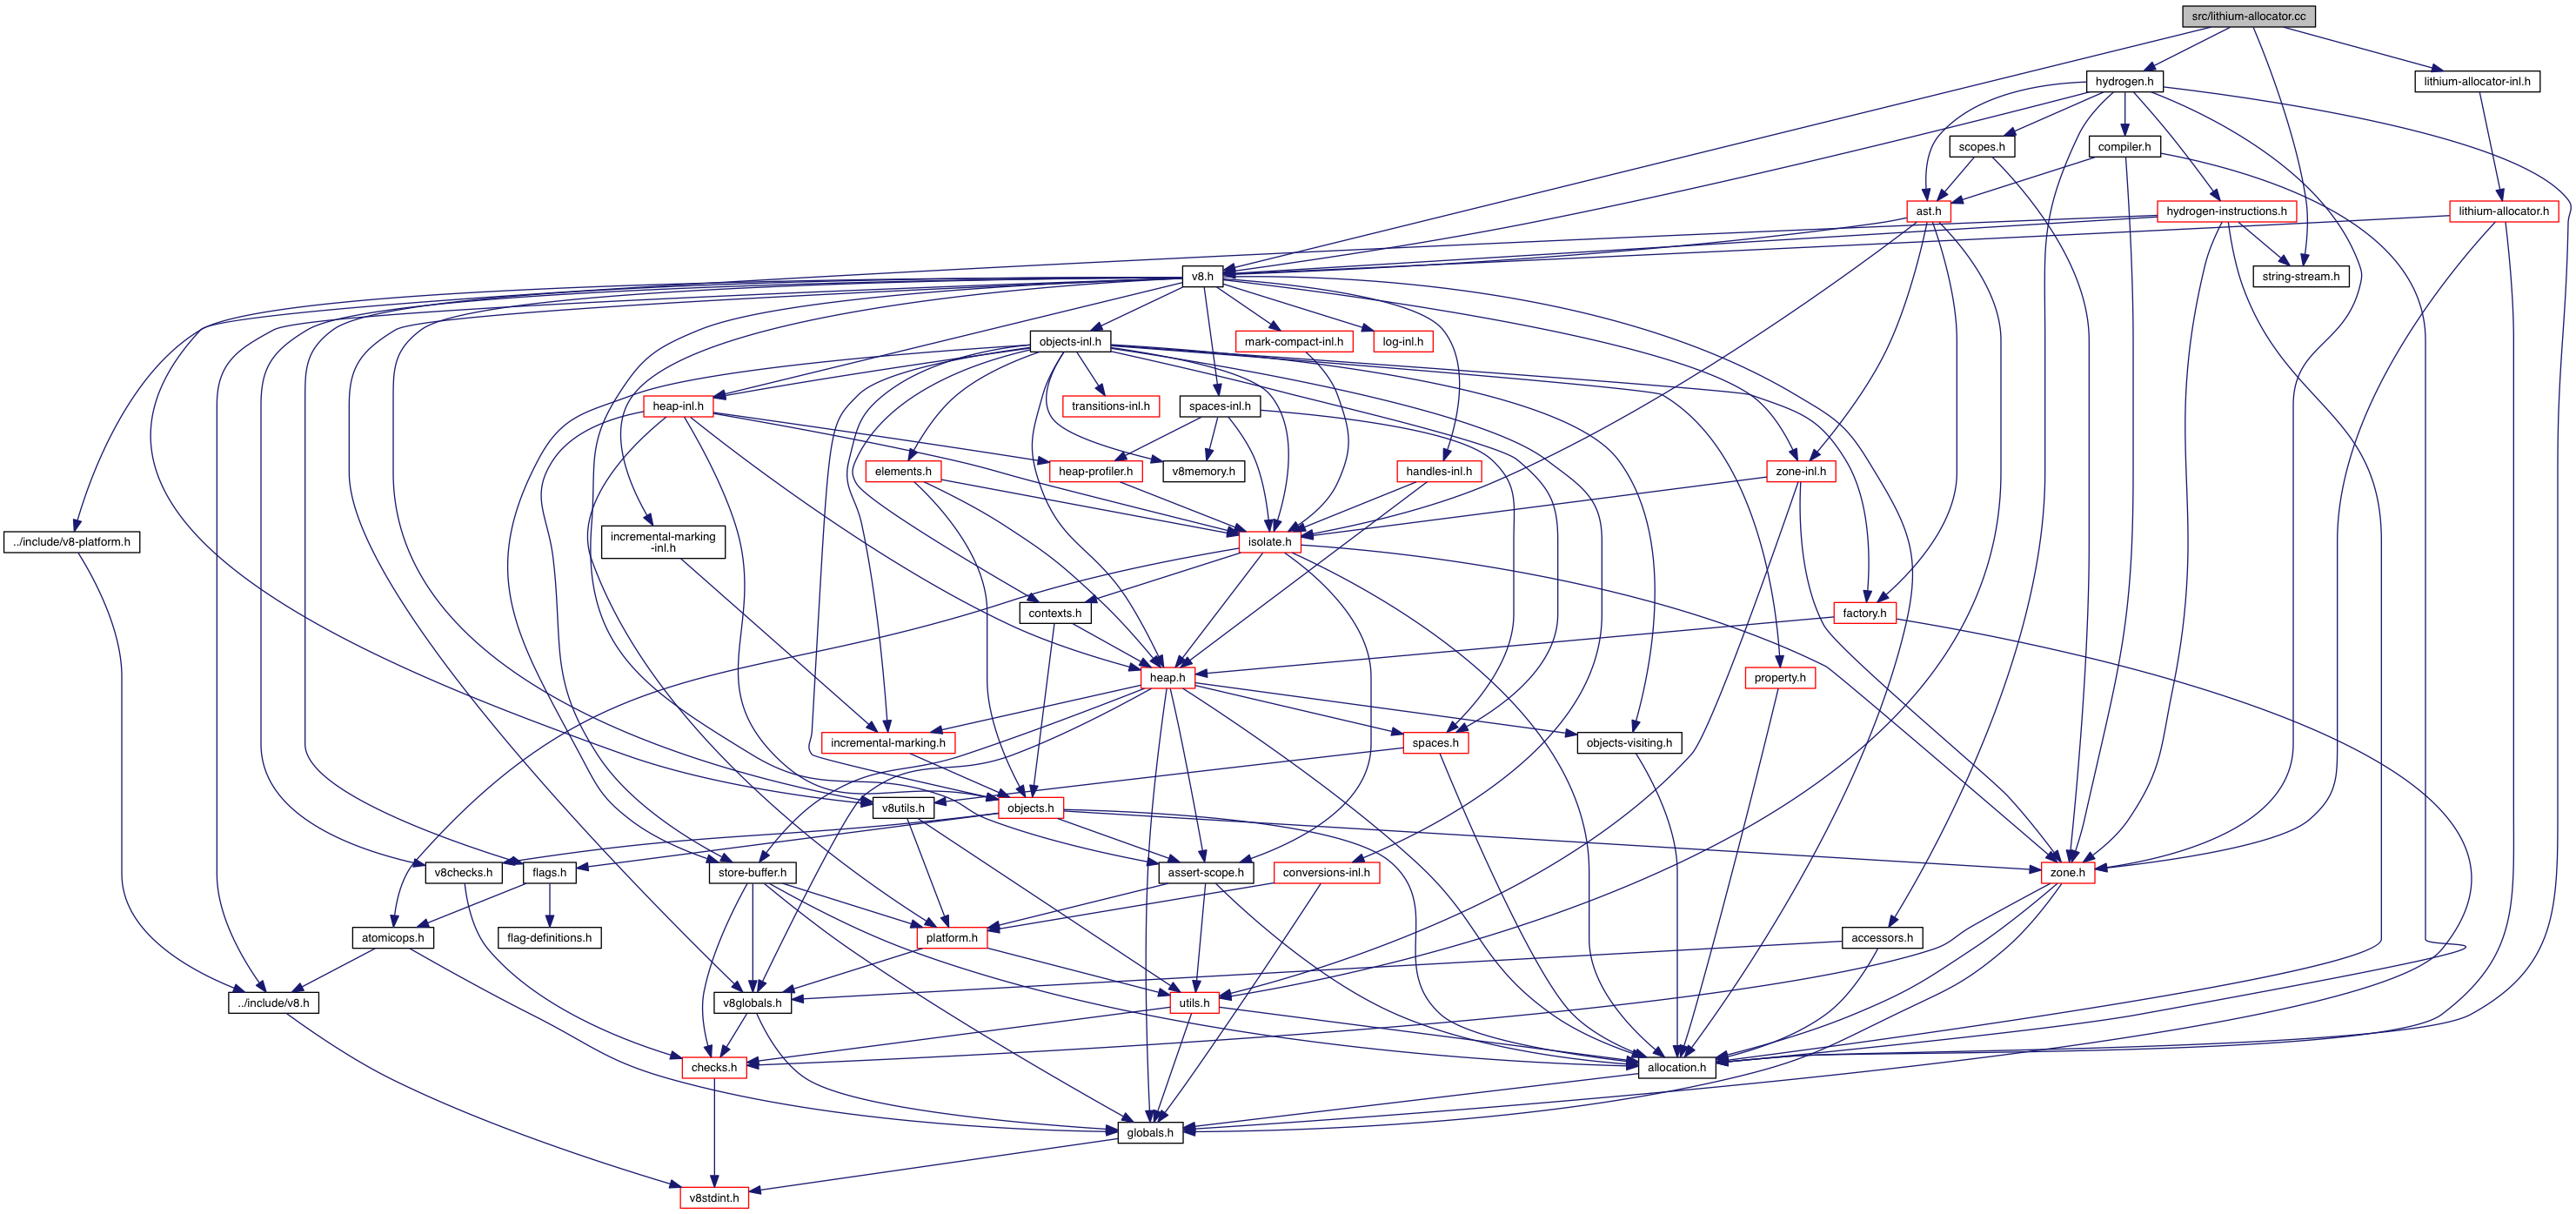 src/lithium-allocator.cc
hydrogen.h
lithium-allocator-inl.h
scopes.h
compiler.h
ast.h
hydrogen-instructions.h
lithium-allocator.h
v8.h
string-stream.h
objects-inl.h
mark-compact-inl.h
log-inl.h
heap-inl.h
transitions-inl.h
spaces-inl.h
elements.h
heap-profiler.h
v8memory.h
handles-inl.h
zone-inl.h
../include/v8-platform.h
incremental-marking
-inl.h
isolate.h
contexts.h
factory.h
heap.h
property.h
incremental-marking.h
spaces.h
objects-visiting.h
v8utils.h
objects.h
v8checks.h
flags.h
store-buffer.h
assert-scope.h
conversions-inl.h
zone.h
atomicops.h
flag-definitions.h
platform.h
accessors.h
../include/v8.h
v8globals.h
utils.h
checks.h
allocation.h
globals.h
v8stdint.h